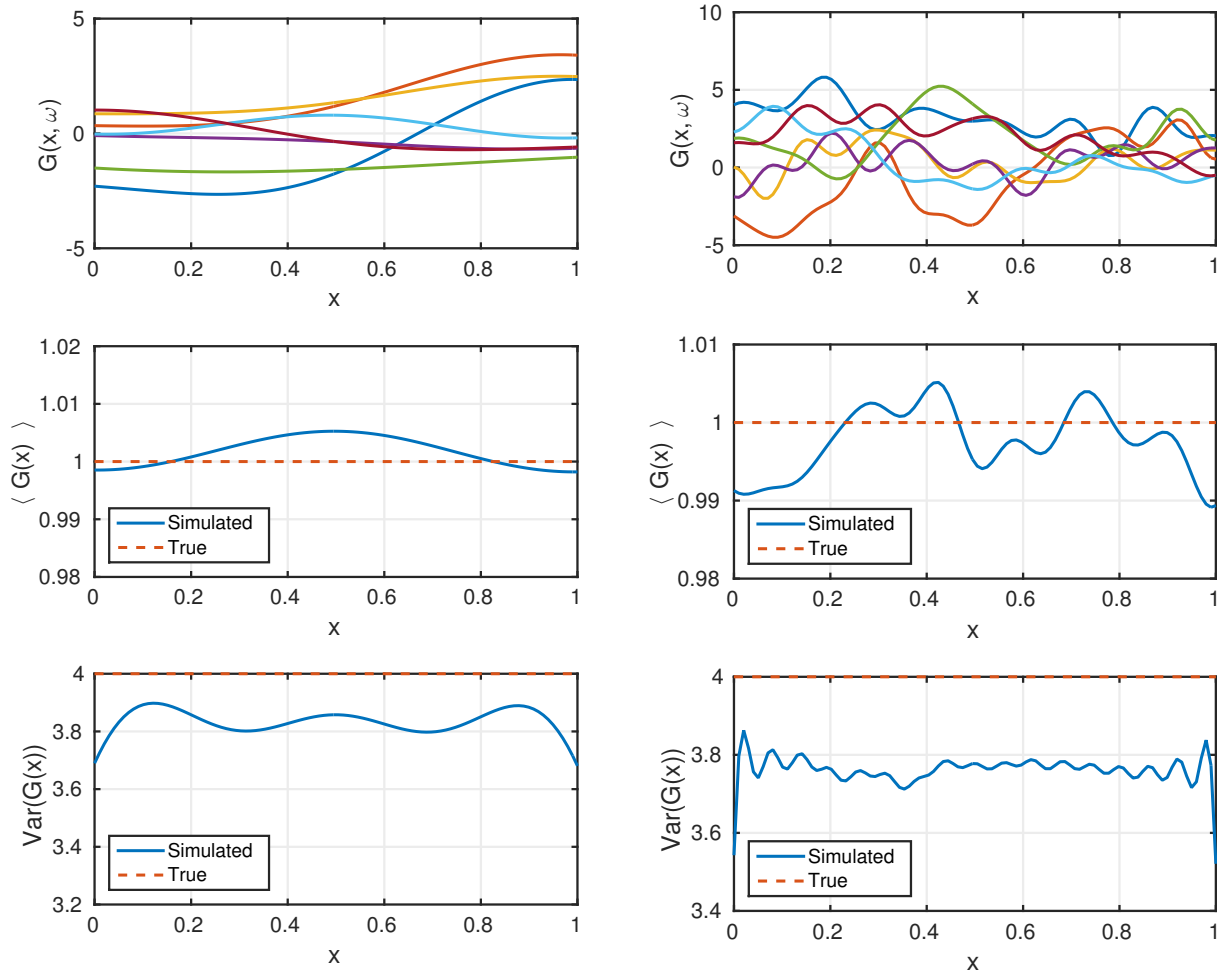 5
0
-5
G(x, ω)
0 0.2 0.4 0.6 0.8 1
x
10
5
0
-5
G(x, ω)
0 0.2 0.4 0.6 0.8 1
x
1.02
1.01
1
0.99
0.98
⟨ G(x) ⟩
Simulated
True
0 0.2 0.4 0.6 0.8 1
x
1.01
1
0.99
0.98
⟨ G(x) ⟩
Simulated
True
0 0.2 0.4 0.6 0.8 1
x
4
3.8
3.6
3.4
3.2
Var(G(x))
Simulated
True
0 0.2 0.4 0.6 0.8 1
x
4
3.8
3.6
3.4
Var(G(x))
Simulated
True
0 0.2 0.4 0.6 0.8 1
x